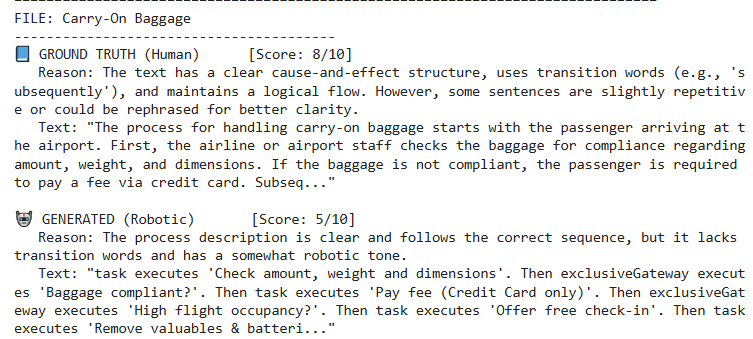 ================================================================================
FILE: Carry-On Baggage
----------------------------------------
📘 GROUND TRUTH (Human)      [Score: 8/10]
   Reason: The text has a clear cause-and-effect structure, uses transition words (e.g., 's
ubsequently'), and maintains a logical flow. However, some sentences are slightly repetitiv
e or could be rephrased for better clarity.
   Text: "The process for handling carry-on baggage starts with the passenger arriving at t
he airport. First, the airline or airport staff checks the baggage for compliance regarding
amount, weight, and dimensions. If the baggage is not compliant, the passenger is required
to pay a fee via credit card. Subseq..."
🤖 GENERATED (Robotic)       [Score: 5/10]
   Reason: The process description is clear and follows the correct sequence, but it lacks
transition words and has a somewhat robotic tone.
   Text: "task executes 'Check amount, weight and dimensions'. Then exclusiveGateway execut
es 'Baggage compliant?'. Then task executes 'Pay fee (Credit Card only)'. Then exclusiveGat
eway executes 'High flight occupancy?'. Then task executes 'Offer free check-in'. Then task
executes 'Remove valuables & batteri..."